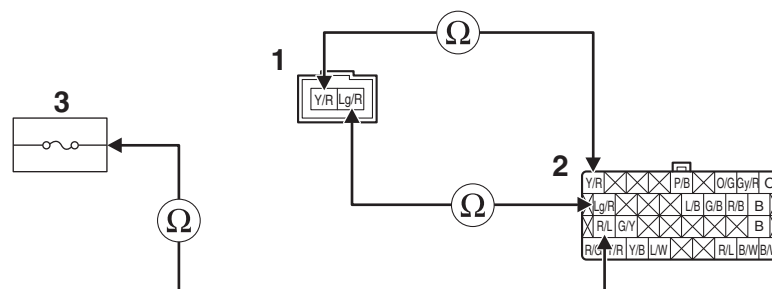 1
Ω
3
Y/R Lg/R
2
Ω
Ω
Y/R P/B O/G Gy/R
Lg/R L/B G/B R/B B
R/L G/Y B
Y/R Y/B L/W R/L B/W